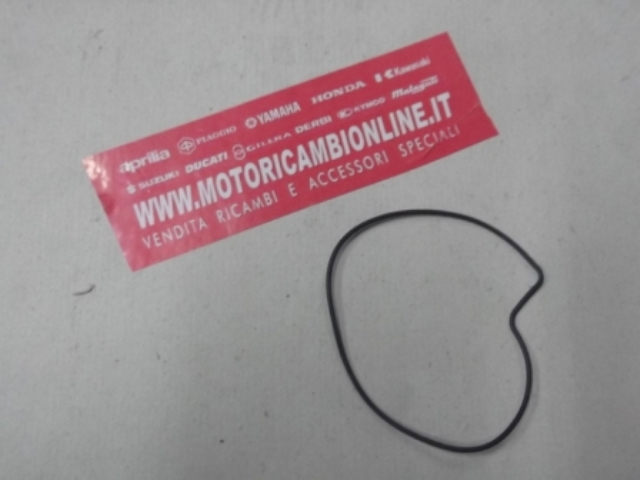 aprilia PIAGGIO YAMAHA HONDA Kawasaki
SUZUKI DUCATI GILERA DERBI KYMCO Malaguti
WWW.MOTORICAMBIONLINE.IT
VENDITA RICAMBI E ACCESSORI SPECIALI